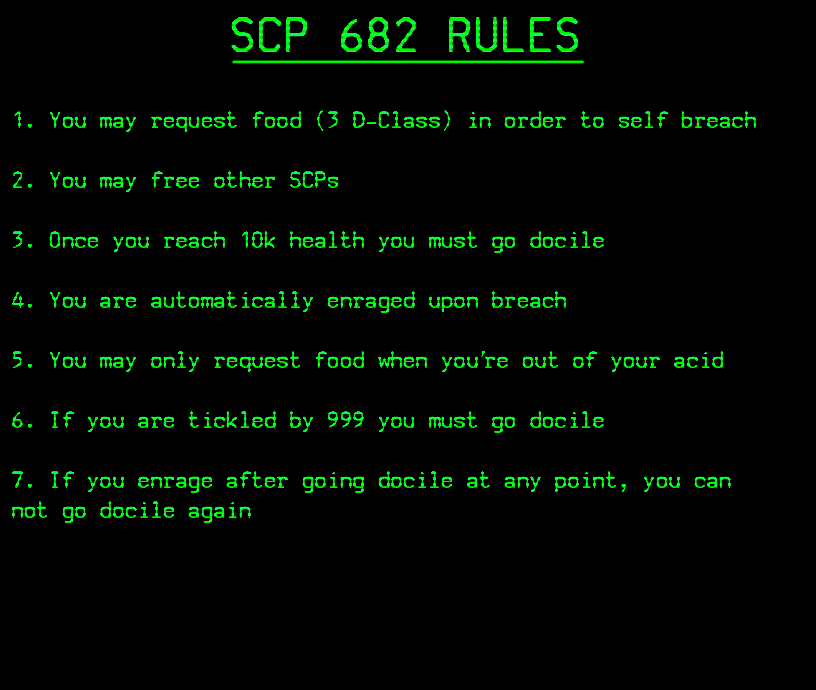 SCP 682 RULES
1. You may request food (3 D-Class) in order to self breach
2. You may free other SCPs
3. Once you reach 10k health you must go docile
4. You are automatically enraged upon breach
5. You may only request food when you're out of your acid
6. If you are tickled by 999 you must go docile
7. If you enrage after going docile at any point, you can
not go docile again